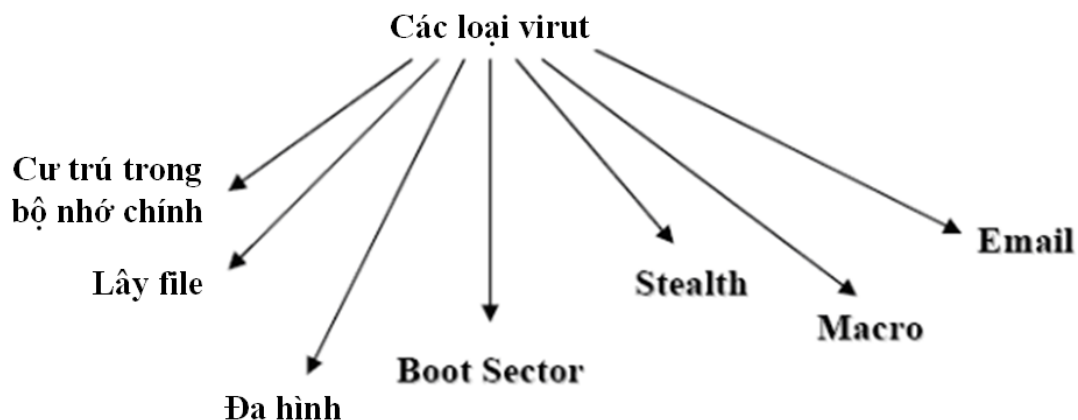 Các loại virut
Cư trú trong
bộ nhớ chính
Lây file
Đa hình
Boot Sector
Stealth
Macro
Email